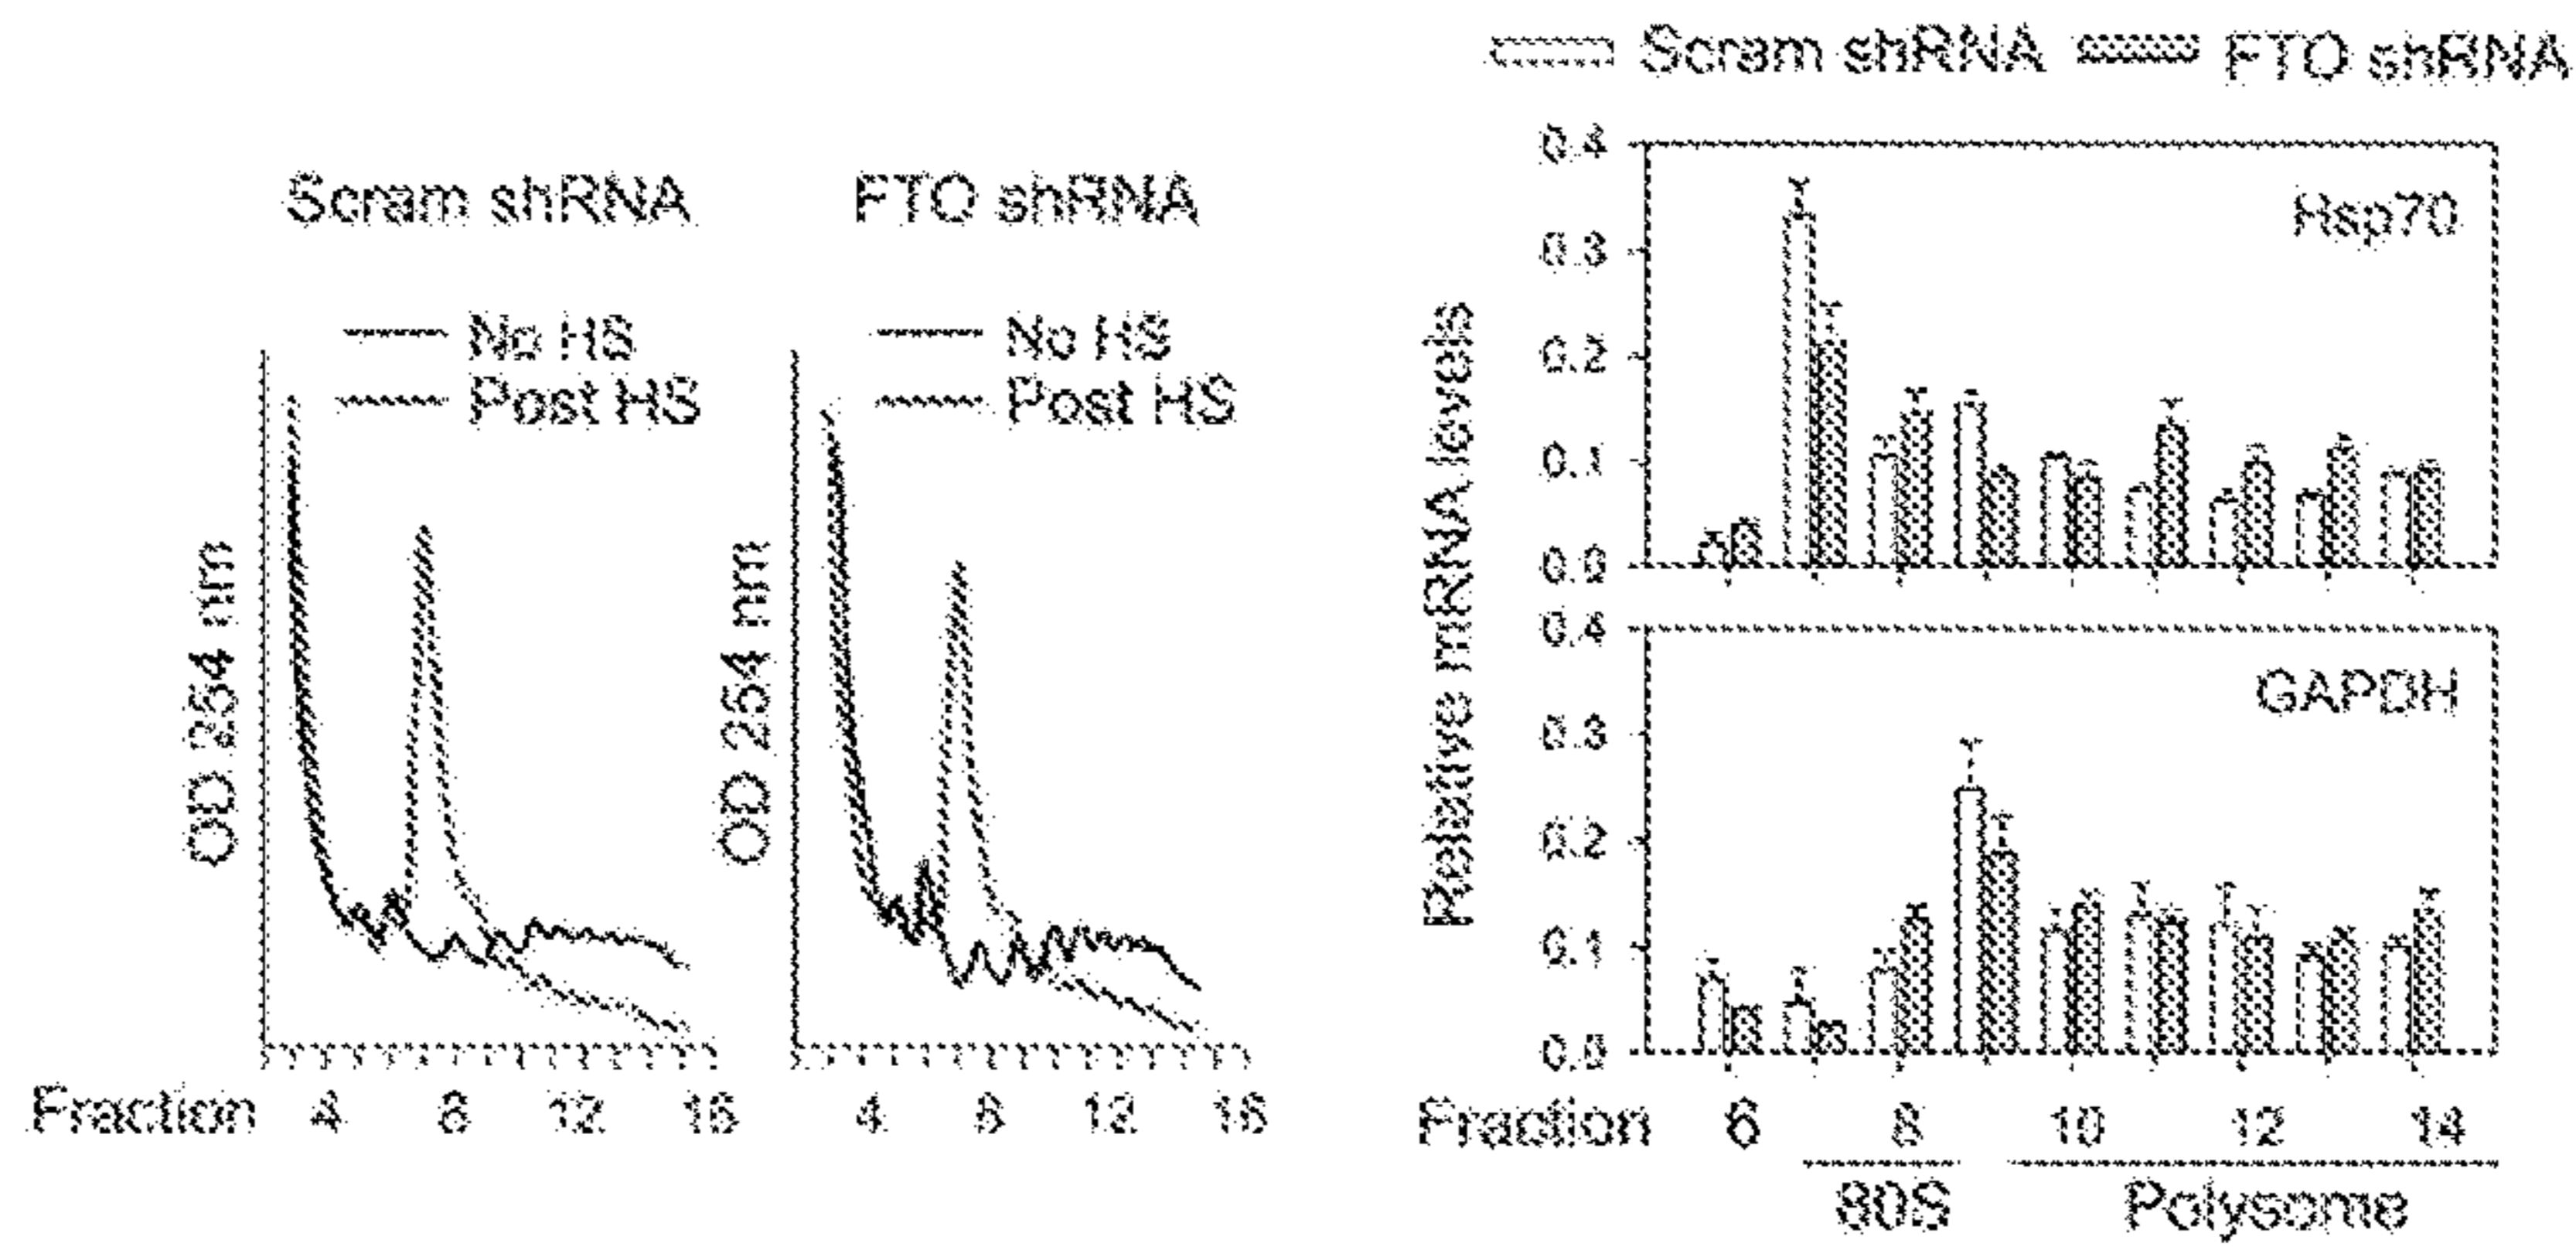 Scram shRNA FTO shRNA
Scram shRNA
FTO shRNA
No HS
Post HS
No HS
Post HS
OD 254 nm
OD 254 nm
Fraction 4 8 12 16
4 8 12 16
Relative mRNA levels
0.4
Hsp70
0.3
0.2
0.1
0.0
0.4
GAPDH
0.3
0.2
0.1
0.0
Fraction 6 8 10 12 14
80S Polysome